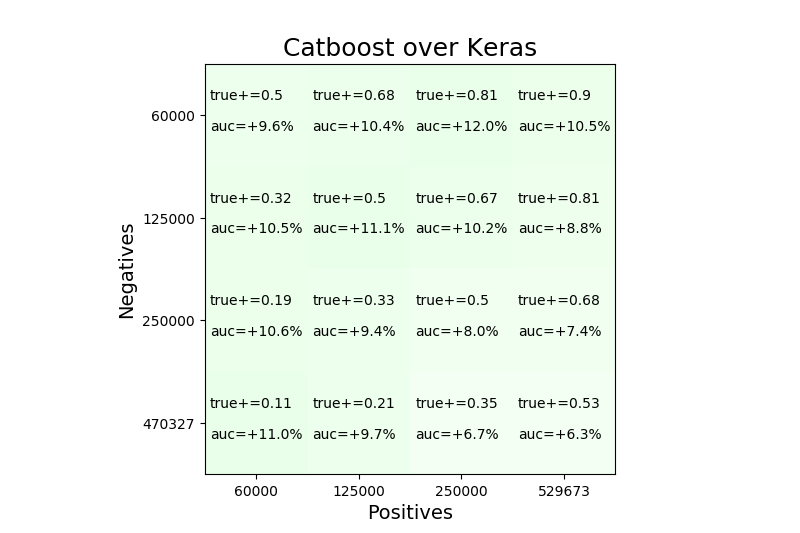 Catboost over Keras
true+=0.5 true+=0.68 true+=0.81 true+=0.9
60000
auc=+9.6% auc=+10.4% auc=+12.0% auc=+10.5%
true+=0.32 true+=0.5 true+=0.67 true+=0.81
125000
auc=+10.5% auc=+11.1% auc=+10.2% auc=+8.8%
Negatives
true+=0.19 true+=0.33 true+=0.5 true+=0.68
250000
auc=+10.6% auc=+9.4% auc=+8.0% auc=+7.4%
true+=0.11 true+=0.21 true+=0.35 true+=0.53
470327
auc=+11.0% auc=+9.7% auc=+6.7% auc=+6.3%
60000 125000 250000 529673
Positives